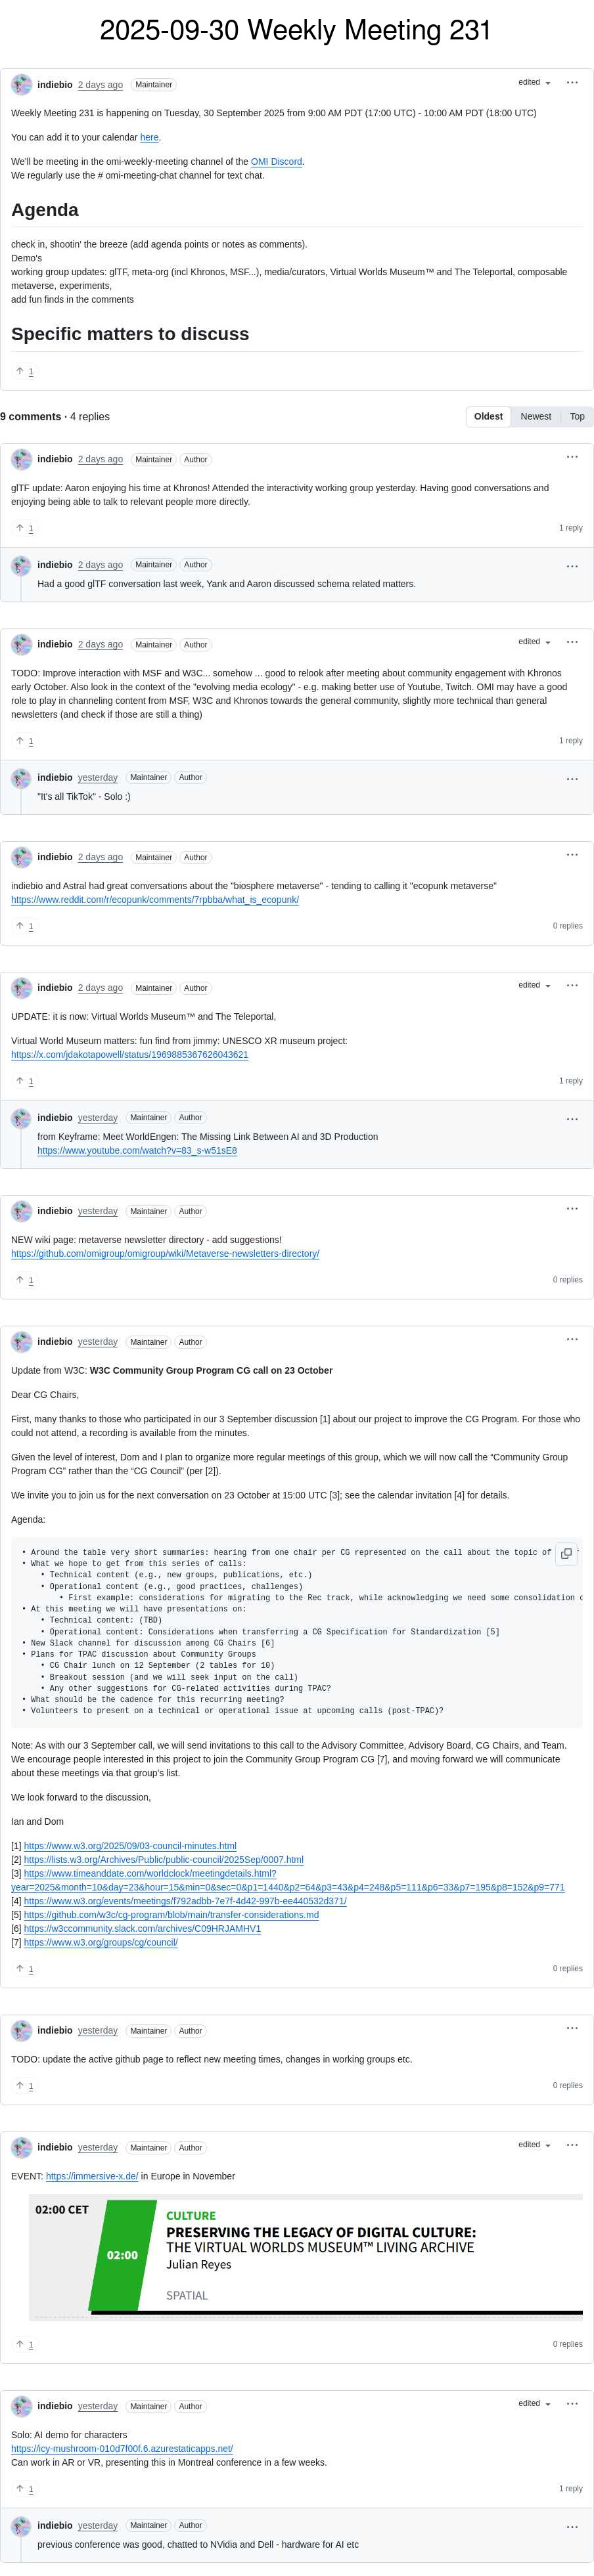 2025-09-30 Weekly Meeting 231
indiebio 2 days ago Maintainer edited
Weekly Meeting 231 is happening on Tuesday, 30 September 2025 from 9:00 AM PDT (17:00 UTC) - 10:00 AM PDT (18:00 UTC)
You can add it to your calendar here.
We'll be meeting in the omi-weekly-meeting channel of the OMI Discord.
We regularly use the # omi-meeting-chat channel for text chat.
Agenda
check in, shootin' the breeze (add agenda points or notes as comments).
Demo's
working group updates: glTF, meta-org (incl Khronos, MSF...), media/curators, Virtual Worlds Museum™ and The Teleportal, composable
metaverse, experiments,
add fun finds in the comments
Specific matters to discuss
↑ 1
9 comments · 4 replies Oldest Newest Top
indiebio 2 days ago Maintainer Author
glTF update: Aaron enjoying his time at Khronos! Attended the interactivity working group yesterday. Having good conversations and
enjoying being able to talk to relevant people more directly.
↑ 1 1 reply
indiebio 2 days ago Maintainer Author
Had a good glTF conversation last week, Yank and Aaron discussed schema related matters.
indiebio 2 days ago Maintainer Author edited
TODO: Improve interaction with MSF and W3C... somehow ... good to relook after meeting about community engagement with Khronos
early October. Also look in the context of the "evolving media ecology" - e.g. making better use of Youtube, Twitch. OMI may have a good
role to play in channeling content from MSF, W3C and Khronos towards the general community, slightly more technical than general
newsletters (and check if those are still a thing)
↑ 1 1 reply
indiebio yesterday Maintainer Author
"It's all TikTok" - Solo :)
indiebio 2 days ago Maintainer Author
indiebio and Astral had great conversations about the "biosphere metaverse" - tending to calling it "ecopunk metaverse"
https://www.reddit.com/r/ecopunk/comments/7rpbba/what_is_ecopunk/
↑ 1 0 replies
indiebio 2 days ago Maintainer Author edited
UPDATE: it is now: Virtual Worlds Museum™ and The Teleportal,
Virtual World Museum matters: fun find from jimmy: UNESCO XR museum project:
https://x.com/jdakotapowell/status/1969885367626043621
↑ 1 1 reply
indiebio yesterday Maintainer Author
from Keyframe: Meet WorldEngen: The Missing Link Between AI and 3D Production
https://www.youtube.com/watch?v=83_s-w51sE8
indiebio yesterday Maintainer Author
NEW wiki page: metaverse newsletter directory - add suggestions!
https://github.com/omigroup/omigroup/wiki/Metaverse-newsletters-directory/
↑ 1 0 replies
indiebio yesterday Maintainer Author
Update from W3C: W3C Community Group Program CG call on 23 October
Dear CG Chairs,
First, many thanks to those who participated in our 3 September discussion [1] about our project to improve the CG Program. For those who
could not attend, a recording is available from the minutes.
Given the level of interest, Dom and I plan to organize more regular meetings of this group, which we will now call the "Community Group
Program CG" rather than the "CG Council" (per [2]).
We invite you to join us for the next conversation on 23 October at 15:00 UTC [3]; see the calendar invitation [4] for details.
Agenda:
• Around the table very short summaries: hearing from one chair per CG represented on the call about the topic of
• What we hope to get from this series of calls:
• Technical content (e.g., new groups, publications, etc.)
• Operational content (e.g., good practices, challenges)
• First example: considerations for migrating to the Rec track, while acknowledging we need some consolidation
• At this meeting we will have presentations on:
• Technical content: (TBD)
• Operational content: Considerations when transferring a CG Specification for Standardization [5]
• New Slack channel for discussion among CG Chairs [6]
• Plans for TPAC discussion about Community Groups
• CG Chair lunch on 12 September (2 tables for 10)
• Breakout session (and we will seek input on the call)
• Any other suggestions for CG-related activities during TPAC?
• What should be the cadence for this recurring meeting?
• Volunteers to present on a technical or operational issue at upcoming calls (post-TPAC)?
Note: As with our 3 September call, we will send invitations to this call to the Advisory Committee, Advisory Board, CG Chairs, and Team.
We encourage people interested in this project to join the Community Group Program CG [7], and moving forward we will communicate
about these meetings via that group's list.
We look forward to the discussion,
Ian and Dom
[1] https://www.w3.org/2025/09/03-council-minutes.html
[2] https://lists.w3.org/Archives/Public/public-council/2025Sep/0007.html
[3] https://www.timeanddate.com/worldclock/meetingdetails.html?
year=2025&month=10&day=23&hour=15&min=0&sec=0&p1=1440&p2=64&p3=43&p4=248&p5=111&p6=33&p7=195&p8=152&p9=771
[4] https://www.w3.org/events/meetings/f792adbb-7e7f-4d42-997b-ee440532d371/
[5] https://github.com/w3c/cg-program/blob/main/transfer-considerations.md
[6] https://w3ccommunity.slack.com/archives/C09HRJAMHV1
[7] https://www.w3.org/groups/cg/council/
↑ 1 0 replies
indiebio yesterday Maintainer Author
TODO: update the active github page to reflect new meeting times, changes in working groups etc.
↑ 1 0 replies
indiebio yesterday Maintainer Author edited
EVENT: https://immersive-x.de/ in Europe in November
02:00 CET
02:00
CULTURE
PRESERVING THE LEGACY OF DIGITAL CULTURE:
THE VIRTUAL WORLDS MUSEUM™ LIVING ARCHIVE
Julian Reyes
SPATIAL
↑ 1 0 replies
indiebio yesterday Maintainer Author edited
Solo: AI demo for characters
https://icy-mushroom-010d7f00f.6.azurestaticapps.net/
Can work in AR or VR, presenting this in Montreal conference in a few weeks.
↑ 1 1 reply
indiebio yesterday Maintainer Author
previous conference was good, chatted to NVidia and Dell - hardware for AI etc